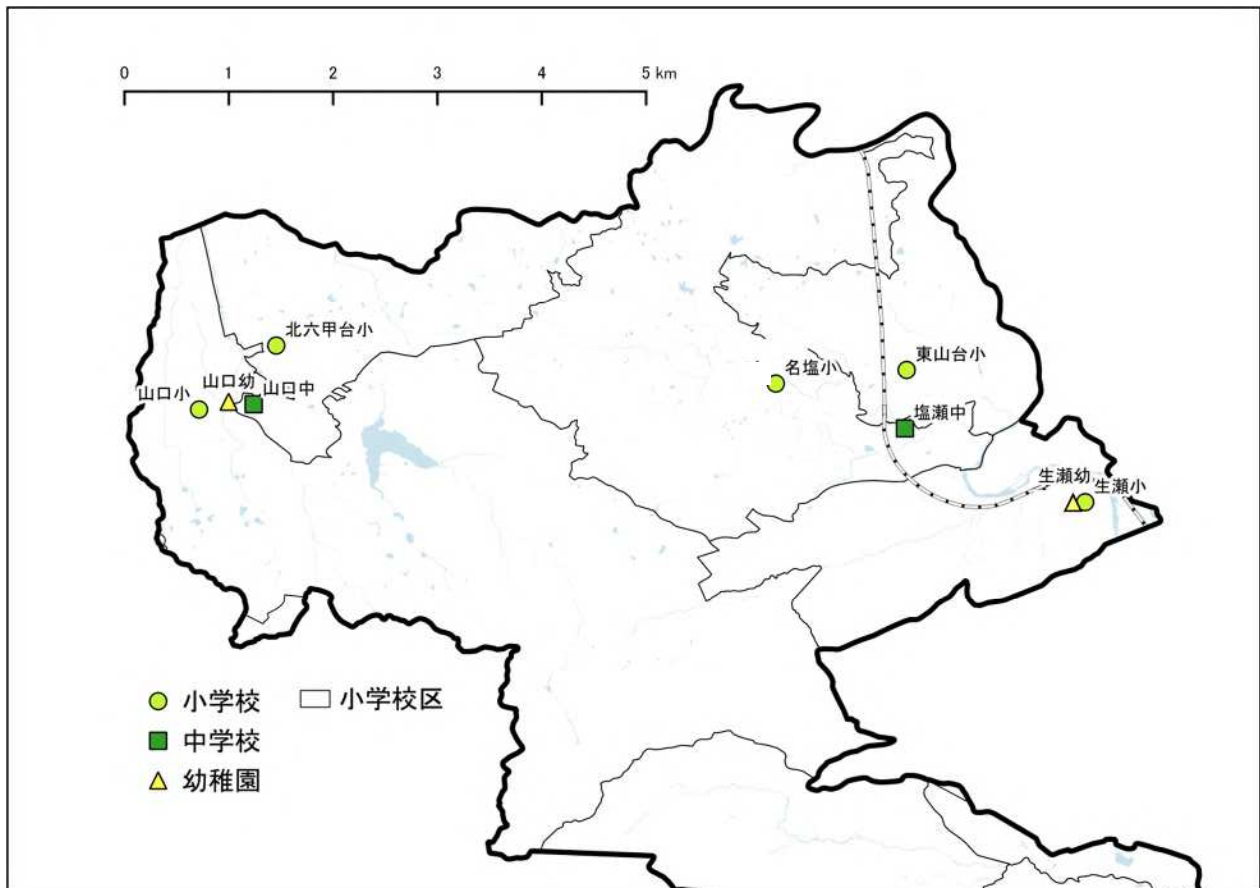 0 1 2 3 4 5 km
北六甲台小
東山台小
名塩小
山口幼
山口中
山口小
塩瀬中
生瀬幼
生瀬小
小学校
小学校区
中学校
幼稚園